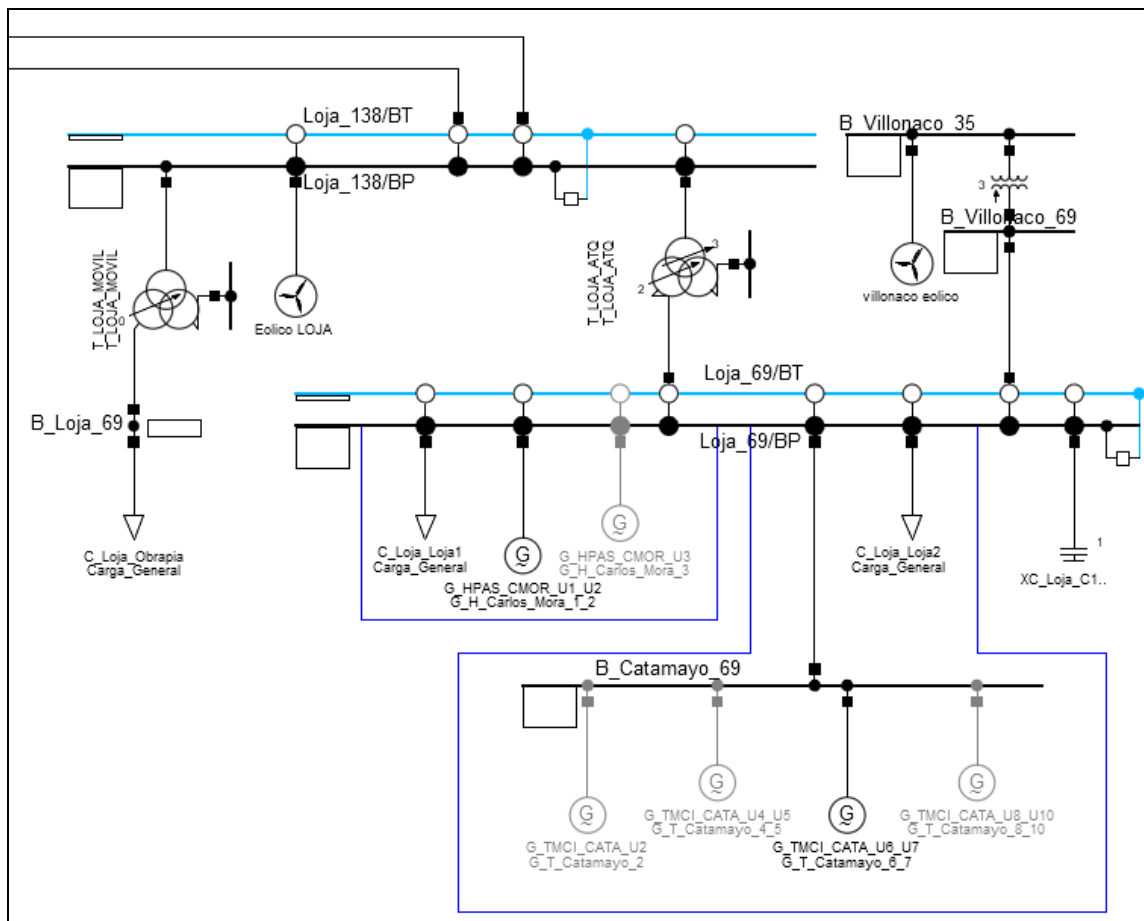 Loja_138/BT
B_Villonaco_35
Loja_138/BP
3
B_Villonaco_69
T_LOJA_MOVIL
T_LOJA_MOVIL
0
Eolico LOJA
T_LOJA_ATQ
T_LOJA_ATQ
3
2
villonaco eolico
Loja_69/BT
B_Loja_69
Loja_69/BP
G
~
C_Loja_Obrapia
Carga_General
C_Loja_Loja1
Carga_General
G
~
G_HPAS_CMOR_U3
G_H_Carlos_Mora_3
G_HPAS_CMOR_U1_U2
G_H_Carlos_Mora_1_2
C_Loja_Loja2
Carga_General
1
XC_Loja_C1..
B_Catamayo_69
G
~
G
~
G
~
G
~
G_TMCI_CATA_U2
G_T_Catamayo_2
G_TMCI_CATA_U4_U5
G_T_Catamayo_4_5
G_TMCI_CATA_U6_U7
G_T_Catamayo_6_7
G_TMCI_CATA_U8_U10
G_T_Catamayo_8_10